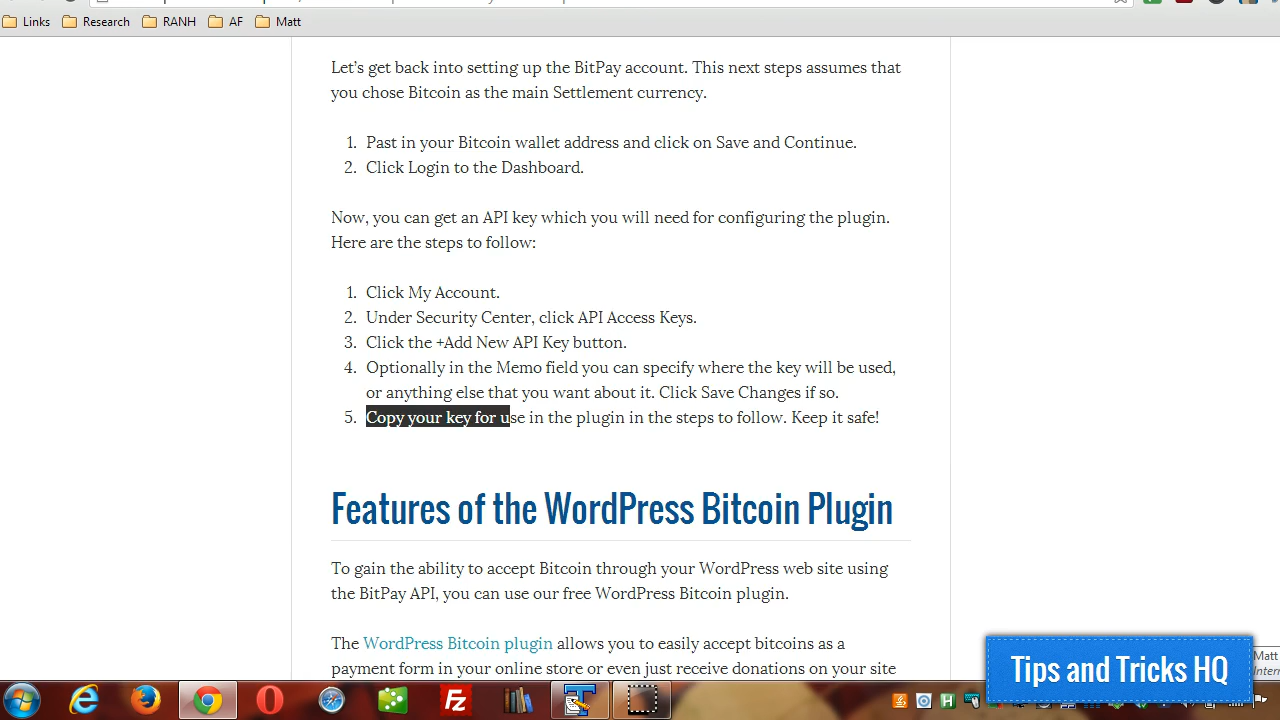 Links Research RANH AF Matt
Let's get back into setting up the BitPay account. This next steps assumes that
you chose Bitcoin as the main Settlement currency.
1. Past in your Bitcoin wallet address and click on Save and Continue.
2. Click Login to the Dashboard.
Now, you can get an API key which you will need for configuring the plugin.
Here are the steps to follow:
1. Click My Account.
2. Under Security Center, click API Access Keys.
3. Click the +Add New API Key button.
4. Optionally in the Memo field you can specify where the key will be used,
or anything else that you want about it. Click Save Changes if so.
5. Copy your key for use in the plugin in the steps to follow. Keep it safe!
Features of the WordPress Bitcoin Plugin
To gain the ability to accept Bitcoin through your WordPress web site using
the BitPay API, you can use our free WordPress Bitcoin plugin.
The WordPress Bitcoin plugin allows you to easily accept bitcoins as a
payment form in your online store or even just receive donations on your site
Tips and Tricks HQ
Matt